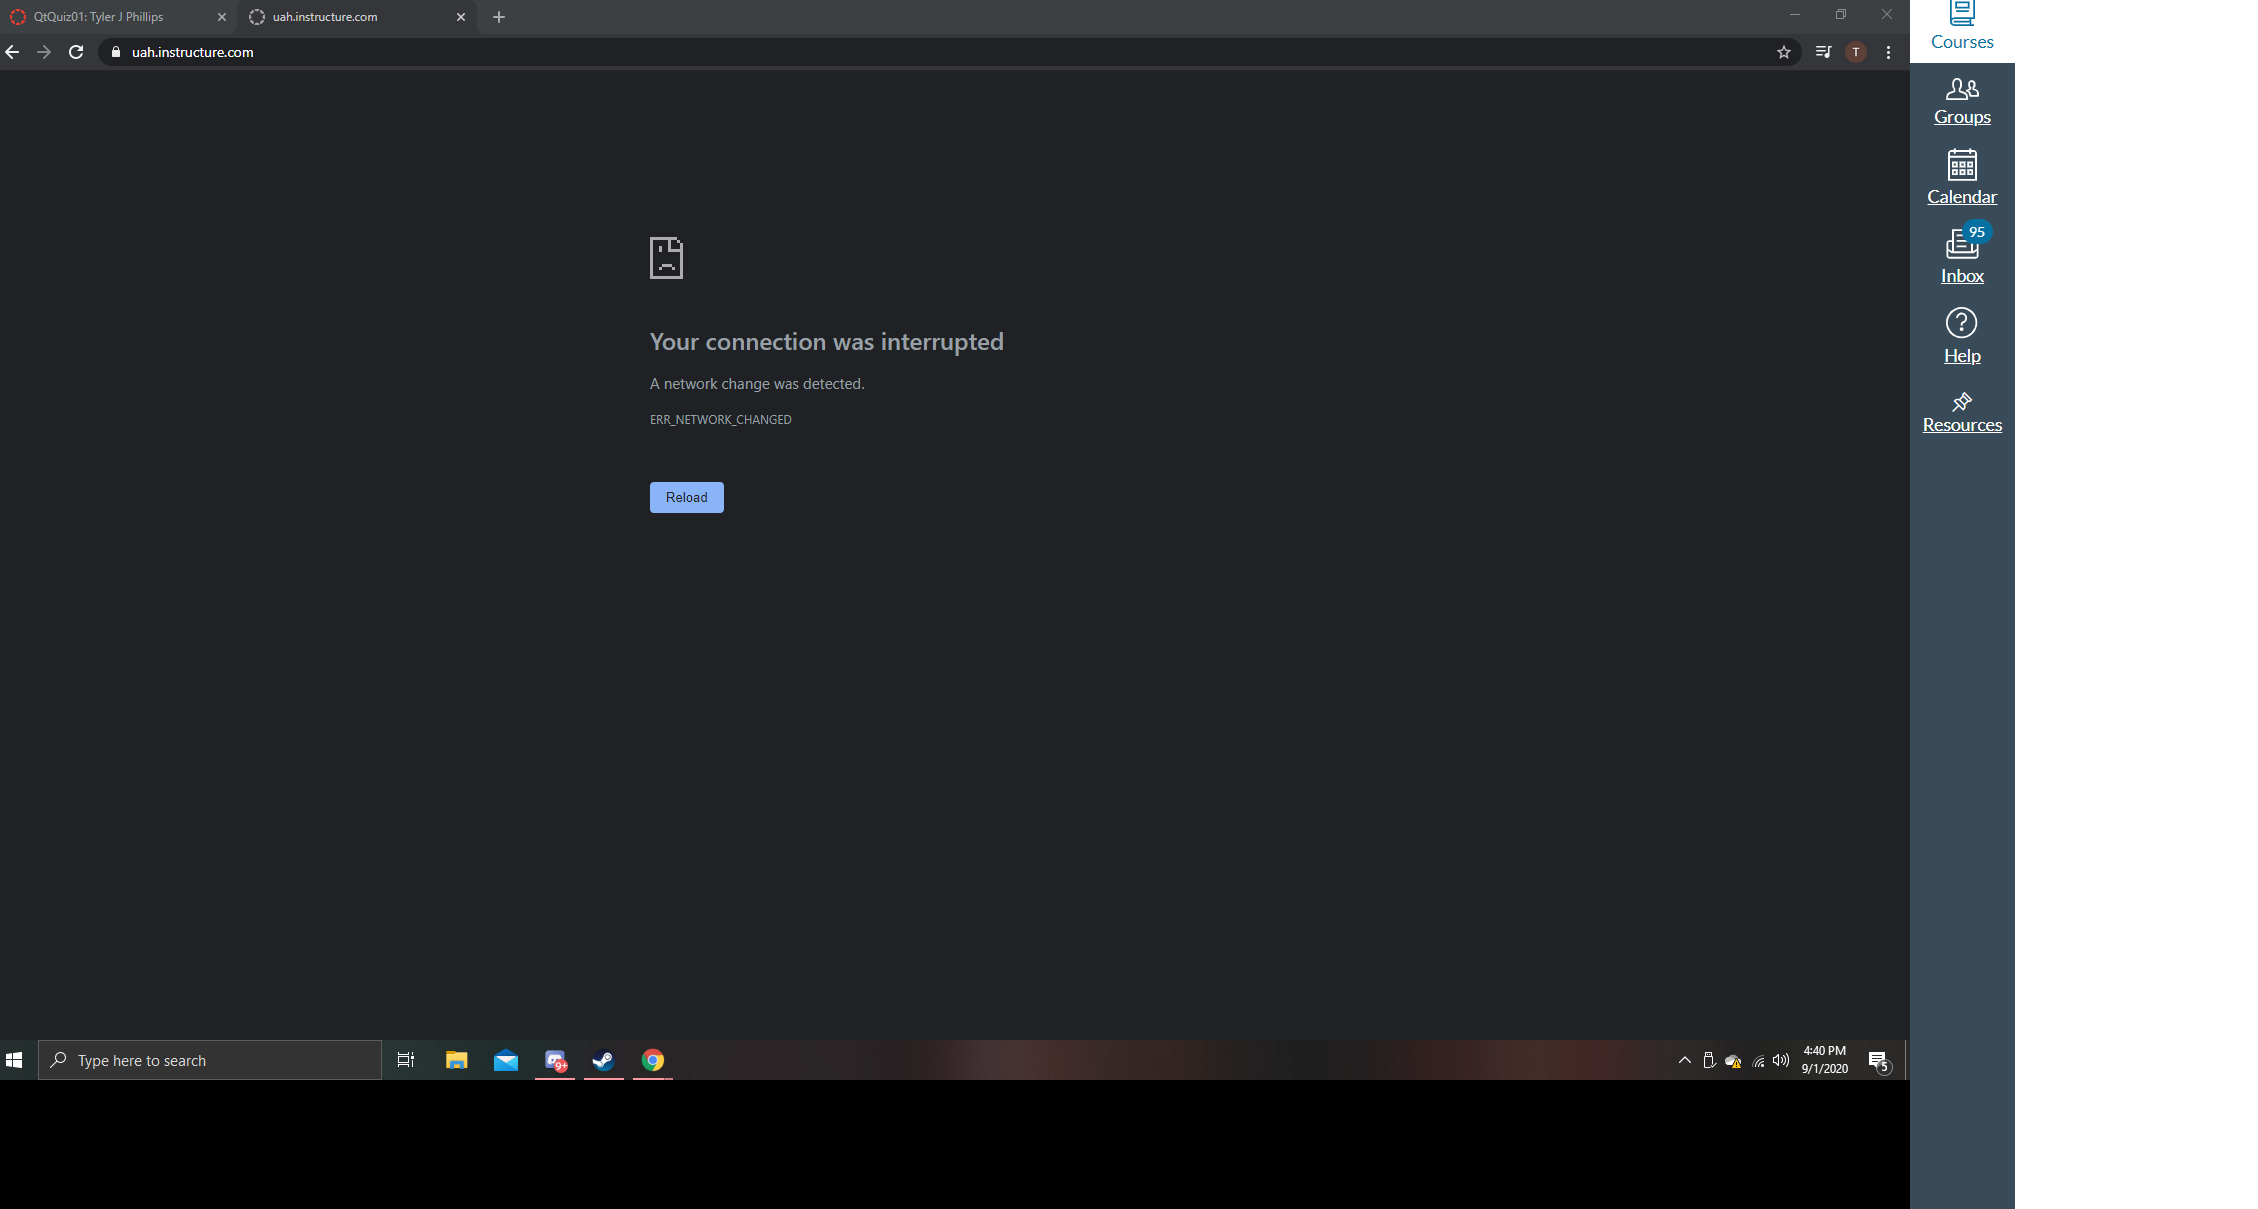 QtQuiz01: Tyler J Phillips
uah.instructure.com
uah.instructure.com
T
Your connection was interrupted
A network change was detected.
ERR_NETWORK_CHANGED
Reload
Type here to search
9+
4:40 PM
9/1/2020
5
Courses
Groups
Calendar
95
Inbox
Help
Resources